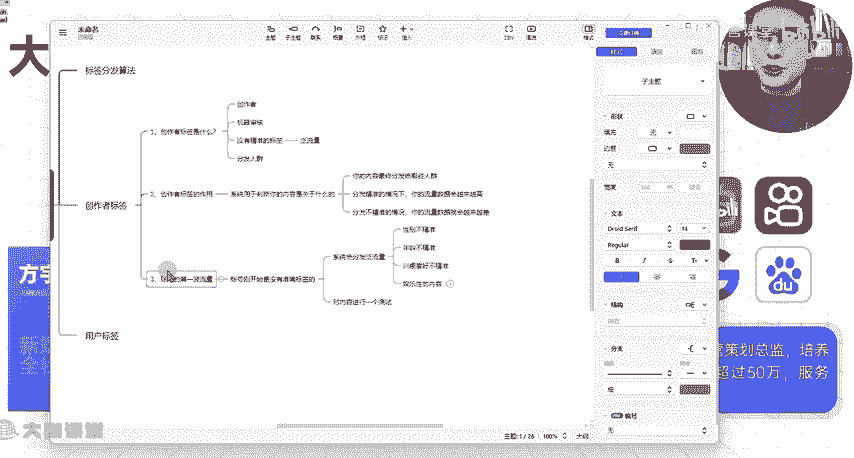 未命名
主题
子主题
联系
概要
外框
标记
插入
ZEN
演说
格式
样式
子主题
标签分发算法
创作者标签
用户标签
1、创作者标签是什么？
创作者
机器审核
没有精准的标签
泛流量
分发人群
2、创作者标签的作用
系统用于判断你的内容是关于什么的
你的内容最终分发给哪些人群
分发精准的情况下，你的流量数据会越来越高
分发不精准的情况，你的流量数据就会越来越差
的第一波流量
账号刚开始是没有准确标签的
系统会分发泛流量
性别不精准
年龄不精准
兴趣爱好不精准
娱乐性的内容
对内容进行一个测试
形状
填充
无
边框
无
宽度
文本
Droid Serif
14
Regular
B
I
S
结构
分支
细
编号
无
主题: 1 / 26
100%
大纲
大
方
策划总监，培养
超过50万，服务
du